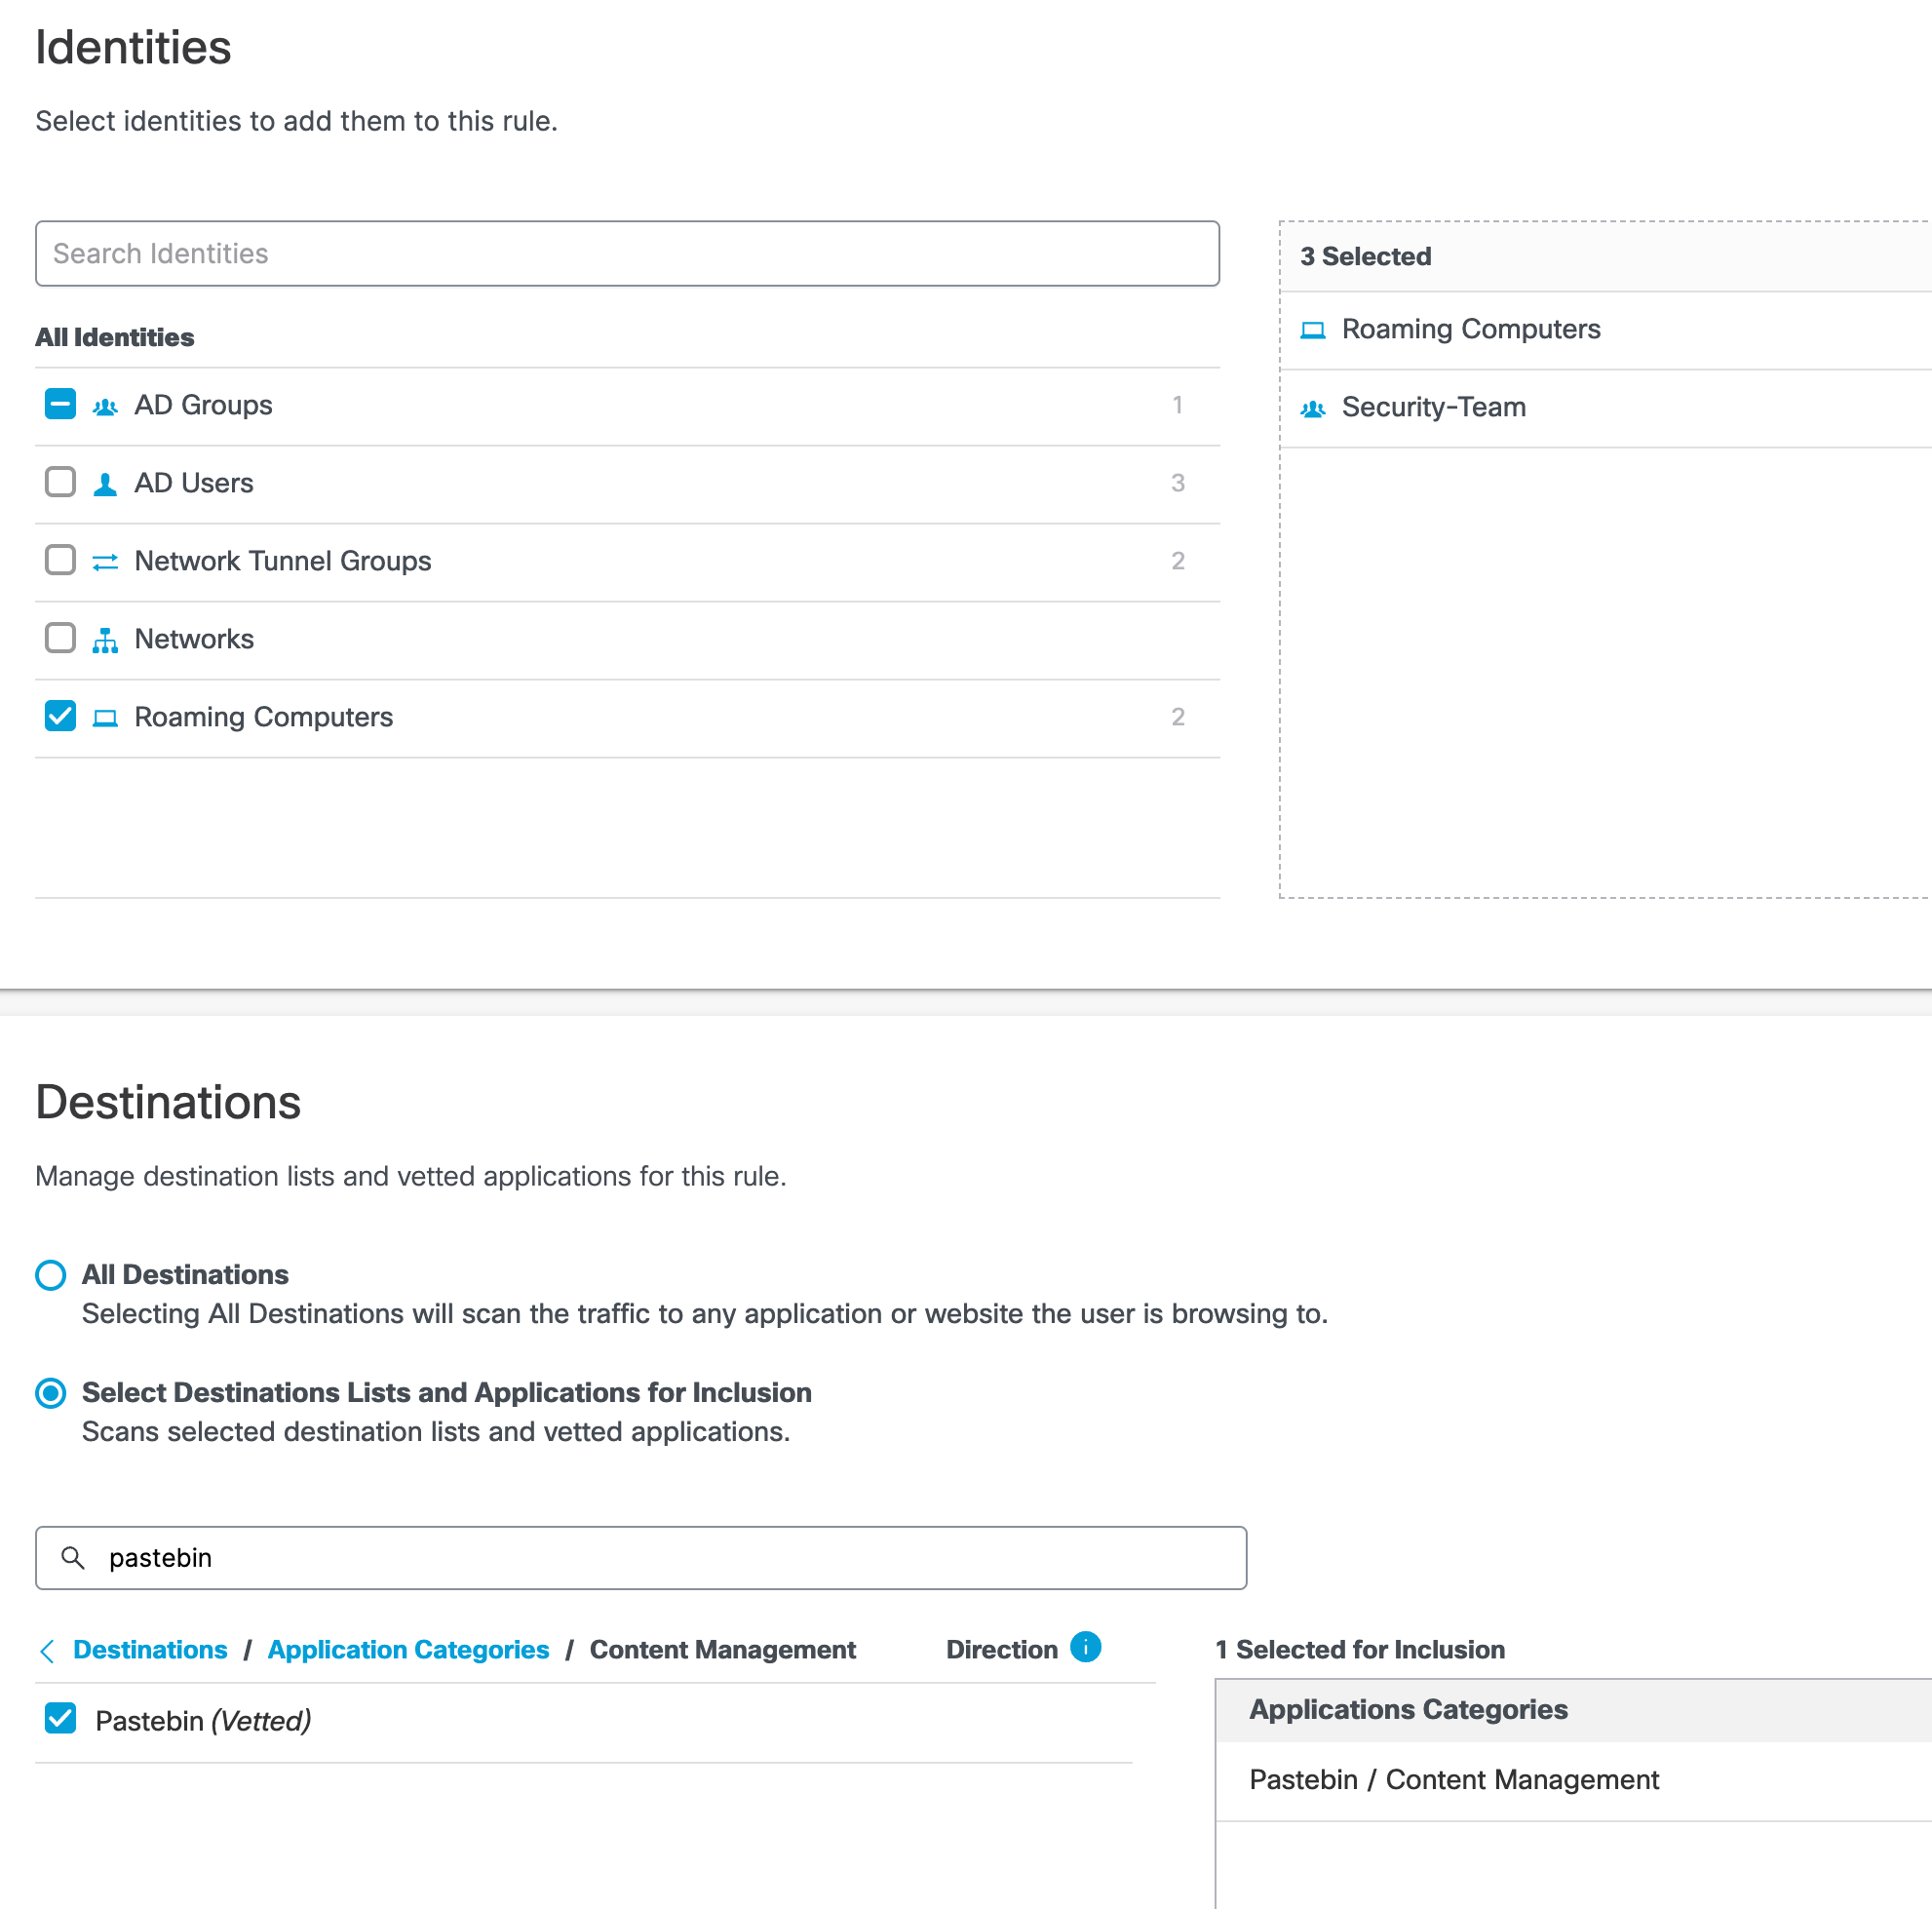 Identities
Select identities to add them to this rule.
Search Identities
3 Selected
All Identities
Roaming Computers
AD Groups 1
Security-Team
AD Users 3
Network Tunnel Groups 2
Networks
Roaming Computers 2
Destinations
Manage destination lists and vetted applications for this rule.
All Destinations
Selecting All Destinations will scan the traffic to any application or website the user is browsing to.
Select Destinations Lists and Applications for Inclusion
Scans selected destination lists and vetted applications.
pastebin
Destinations / Application Categories / Content Management Direction i
1 Selected for Inclusion
Applications Categories
Pastebin (Vetted)
Pastebin / Content Management